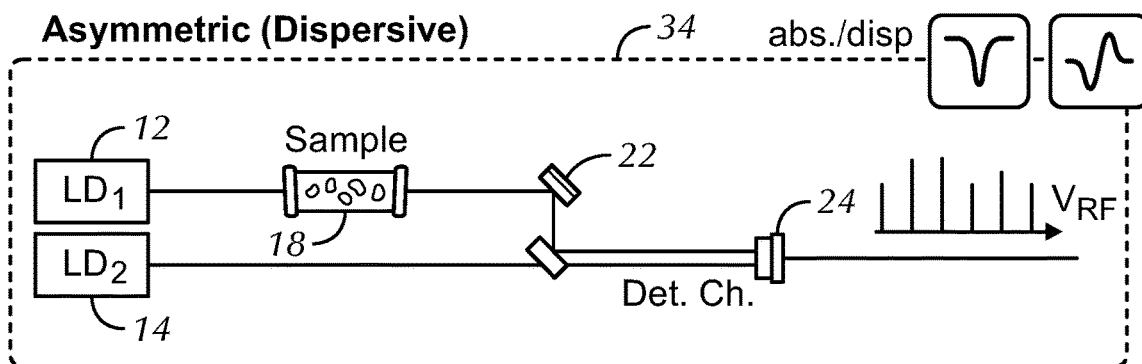 Asymmetric (Dispersive)
34
abs./disp
12
Sample
22
LD1
18
24
VRF
LD2
Det. Ch.
14